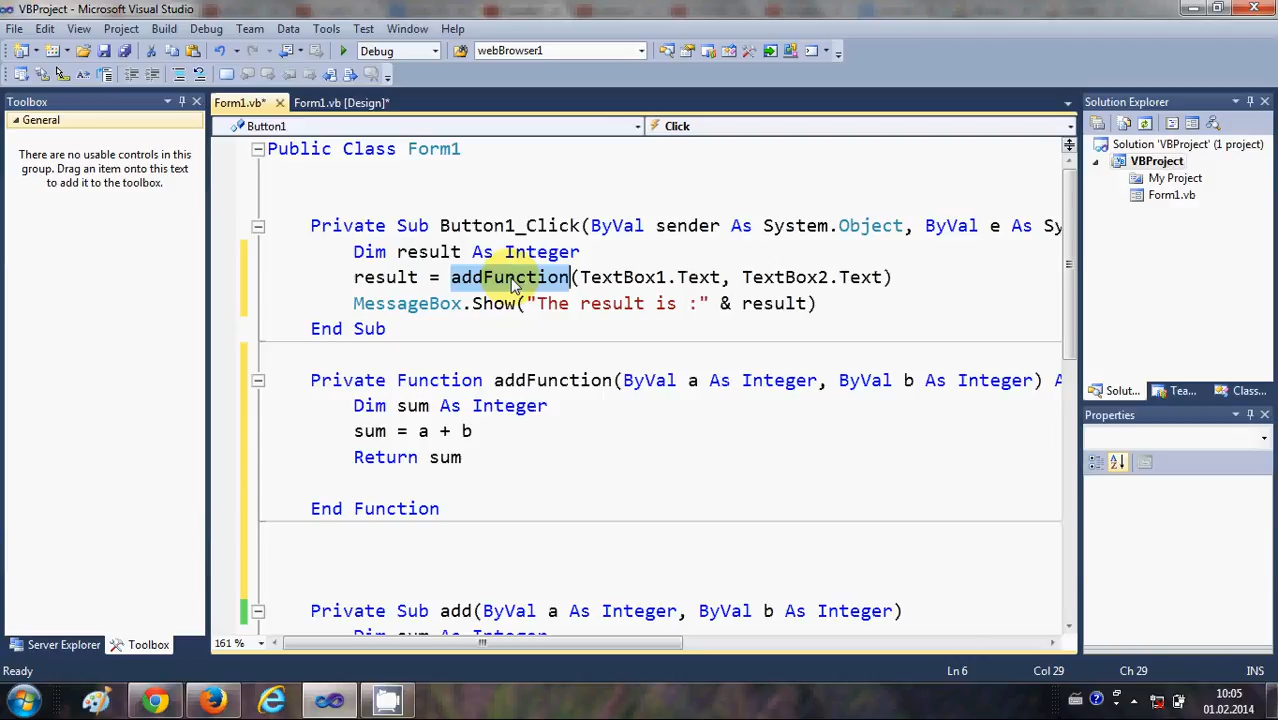 VBProject - Microsoft Visual Studio
File Edit View Project Build Debug Team Data Tools Test Window Help
Debug webBrowser1
Toolbox
Form1.vb* Form1.vb [Design]*
Solution Explorer
General
Button1 Click
There are no usable controls in this
group. Drag an item onto this text
to add it to the toolbox.
Solution 'VBProject' (1 project)
VBProject
My Project
Form1.vb
Public Class Form1
Private Sub Button1_Click(ByVal sender As System.Object, ByVal e As Sy
Dim result As Integer
result = addFunction(TextBox1.Text, TextBox2.Text)
MessageBox.Show("The result is :" & result)
End Sub
Private Function addFunction(ByVal a As Integer, ByVal b As Integer) A
Dim sum As Integer
sum = a + b
Return sum
End Function
Private Sub add(ByVal a As Integer, ByVal b As Integer)
Dim sum As Integer
Solut... Tea... Class...
Properties
161 %
Server Explorer Toolbox
Ready Ln 6 Col 29 Ch 29 INS
10:05
01.02.2014